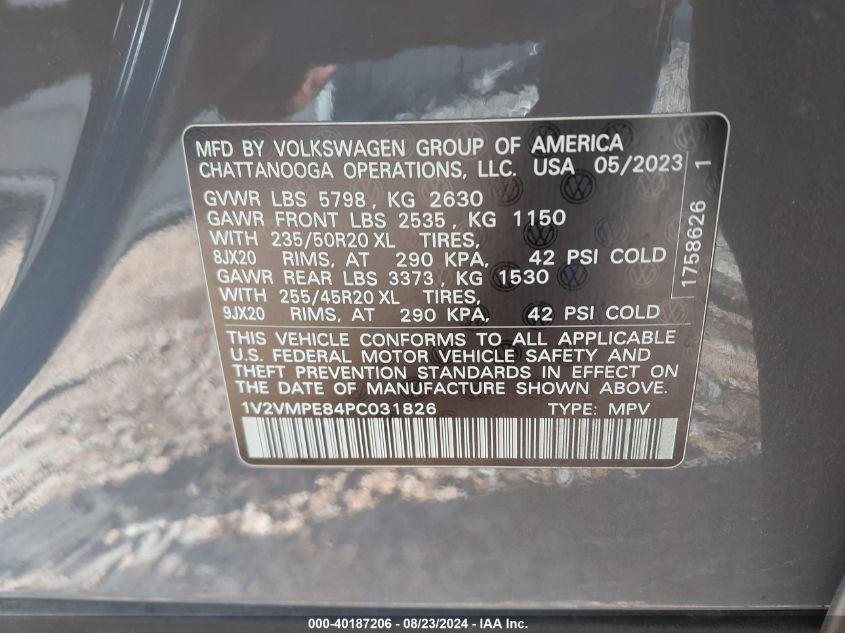 MFD BY VOLKSWAGEN GROUP OF AMERICA
CHATTANOOGA OPERATIONS, LLC. USA 05/2023
GVWR LBS 5798, KG 2630
GAWR FRONT LBS 2535, KG 1150
WITH 235/50R20 XL TIRES,
8JX20 RIMS, AT 290 KPA, 42 PSI COLD
GAWR REAR LBS 3373, KG 1530
WITH 255/45R20 XL TIRES,
9JX20 RIMS, AT 290 KPA, 42 PSI COLD
1758626 1
THIS VEHICLE CONFORMS TO ALL APPLICABLE
U.S. FEDERAL MOTOR VEHICLE SAFETY AND
THEFT PREVENTION STANDARDS IN EFFECT ON
THE DATE OF MANUFACTURE SHOWN ABOVE.
1V2VMPE84PC031826 TYPE: MPV
000-40187206 - 08/23/2024 - IAA Inc.